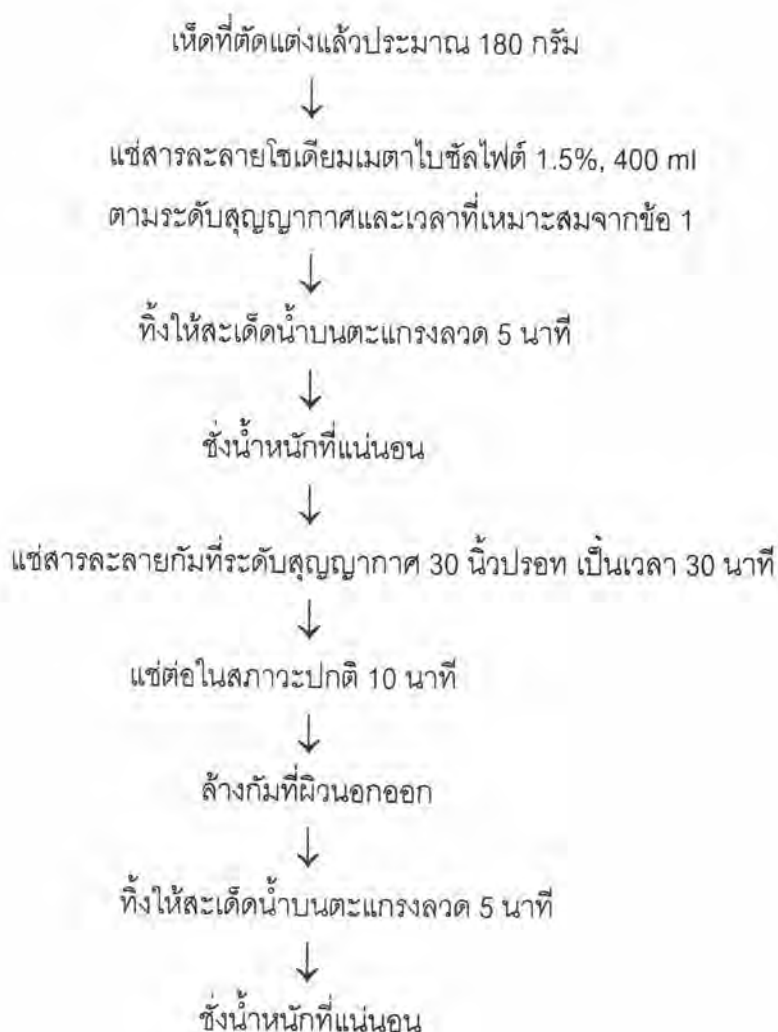 เห็ดที่ตัดแต่งแล้วประมาณ 180 กรัม
↓
แช่สารละลายโซเดียมเมตาไบซัลไฟต์ 1.5%, 400 ml
ตามระดับสุญญากาศและเวลาที่เหมาะสมจากข้อ 1
↓
ทิ้งให้สะเด็ดน้ำบนตะแกรงลวด 5 นาที
↓
ชั่งน้ำหนักที่แน่นอน
↓
แช่สารละลายกัมที่ระดับสุญญากาศ 30 นิ้วปรอท เป็นเวลา 30 นาที
↓
แช่ต่อในสภาวะปกติ 10 นาที
↓
ล้างกัมที่ผิวนอกออก
↓
ทิ้งให้สะเด็ดน้ำบนตะแกรงลวด 5 นาที
↓
ชั่งน้ำหนักที่แน่นอน